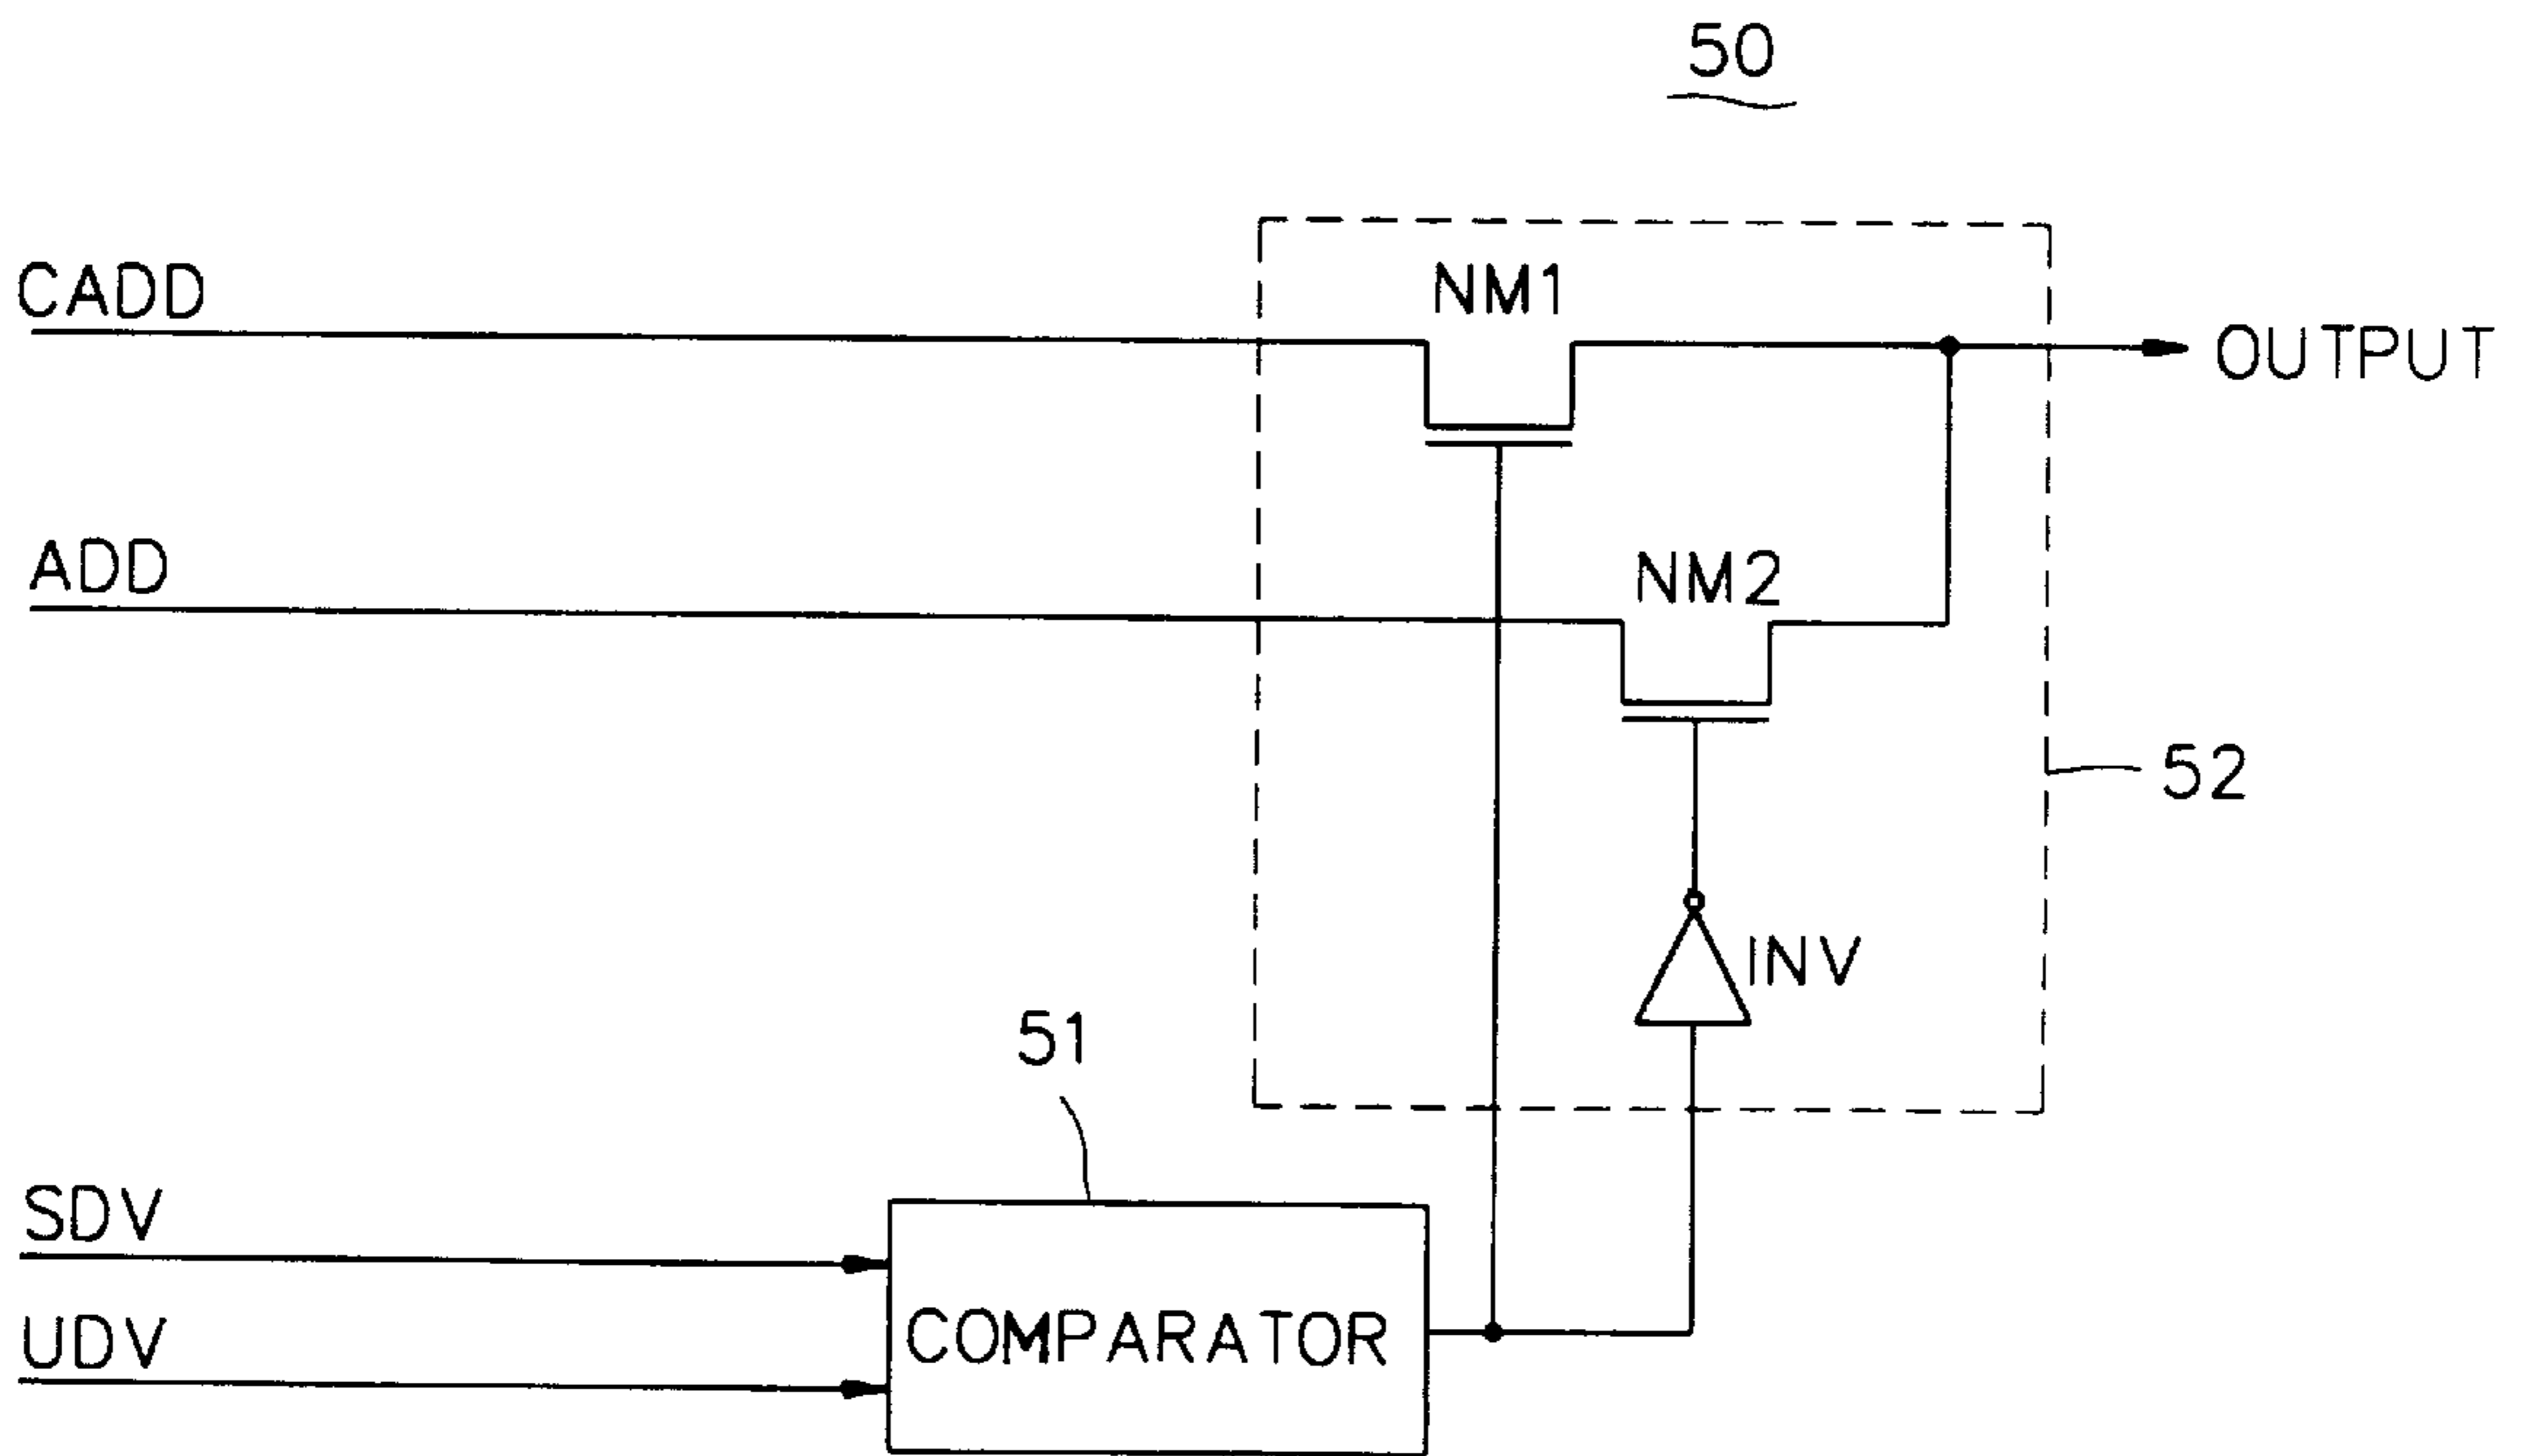 50
CADD
NM1
OUTPUT
ADD
NM2
52
INV
51
SDV
UDV
COMPARATOR